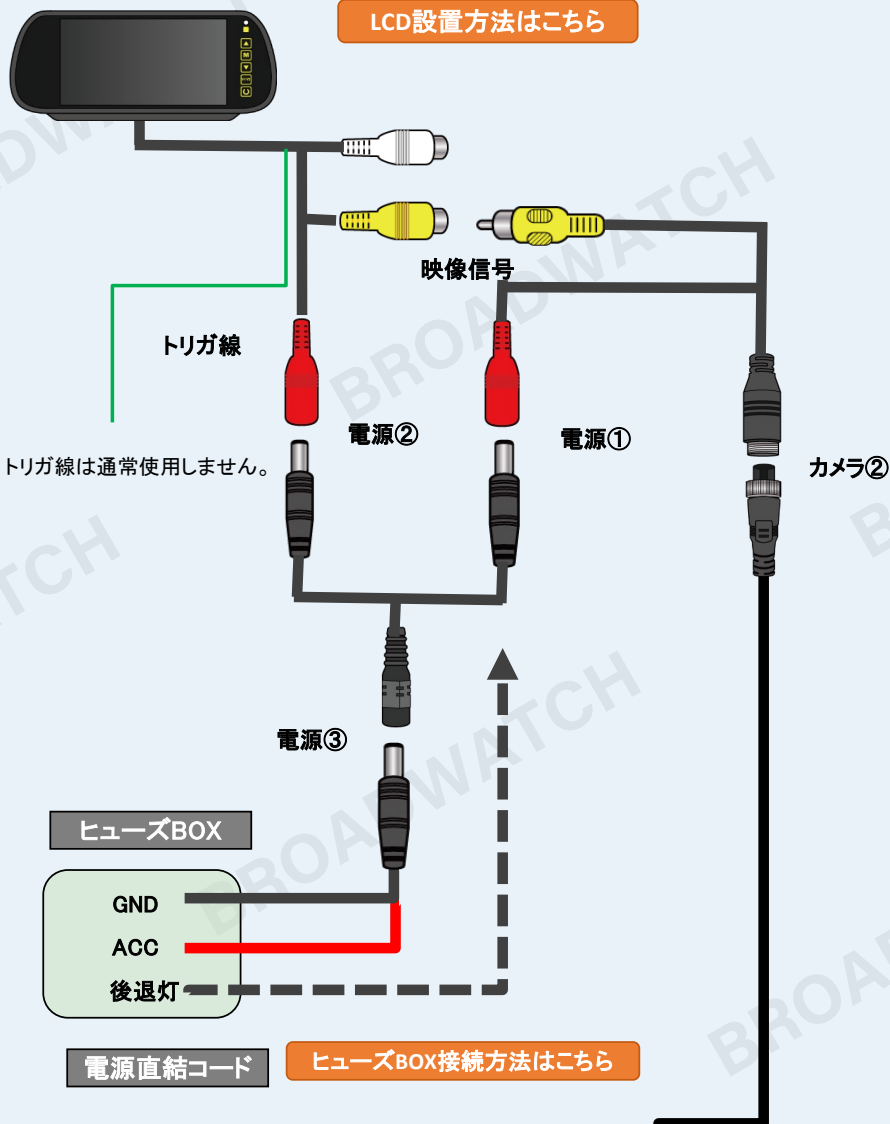 LCD設置方法はこちら
映像信号
トリガ線
電源②
電源①
トリガ線は通常使用しません。
カメラ②
電源③
ヒューズBOX
GND
ACC
後退灯
電源直結コード
ヒューズBOX接続方法はこちら
BROADWATCH
BROADWATCH
BROADWATCH